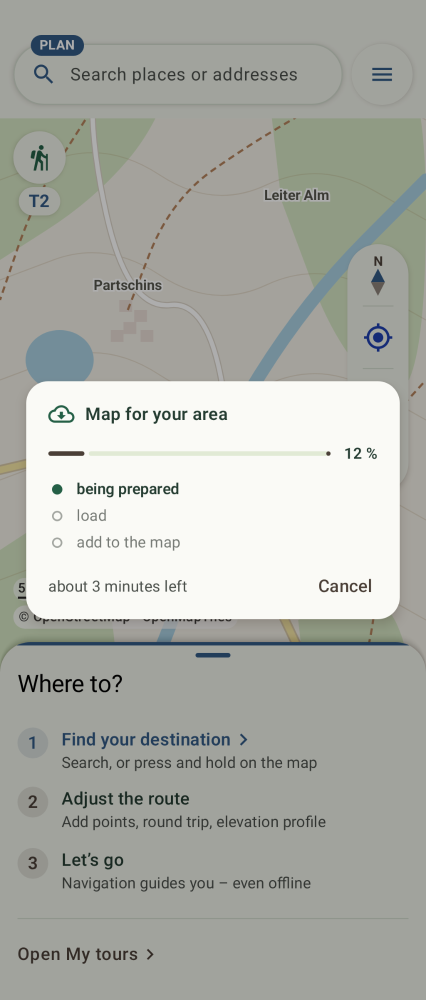 PLAN
Search places or addresses
T2
Leiter Alm
N
Partschins
Map for your area
12 %
being prepared
load
add to the map
about 3 minutes left
Cancel
5
© OpenStreetMap OpenMapTiles
Where to?
1
Find your destination
Search, or press and hold on the map
2
Adjust the route
Add points, round trip, elevation profile
3
Let's go
Navigation guides you – even offline
Open My tours